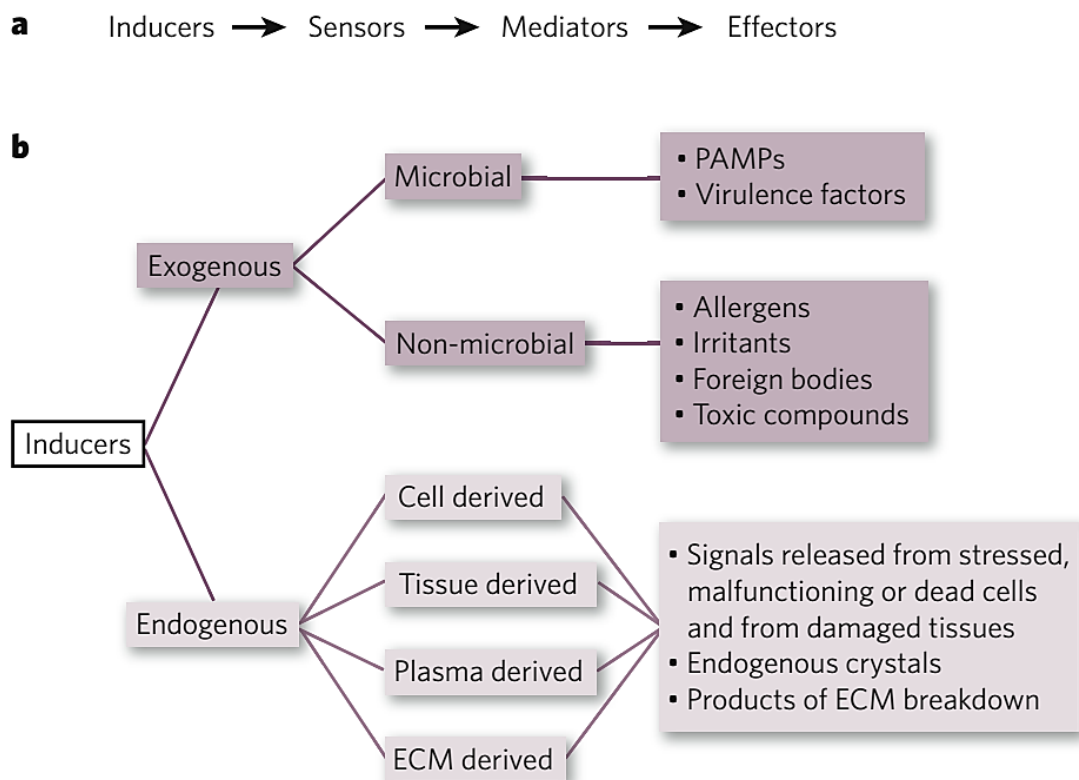 a
Inducers → Sensors → Mediators → Effectors
b
Inducers
Exogenous
Microbial
• PAMPs
• Virulence factors
Non-microbial
• Allergens
• Irritants
• Foreign bodies
• Toxic compounds
Endogenous
Cell derived
Tissue derived
Plasma derived
ECM derived
• Signals released from stressed,
malfunctioning or dead cells
and from damaged tissues
• Endogenous crystals
• Products of ECM breakdown